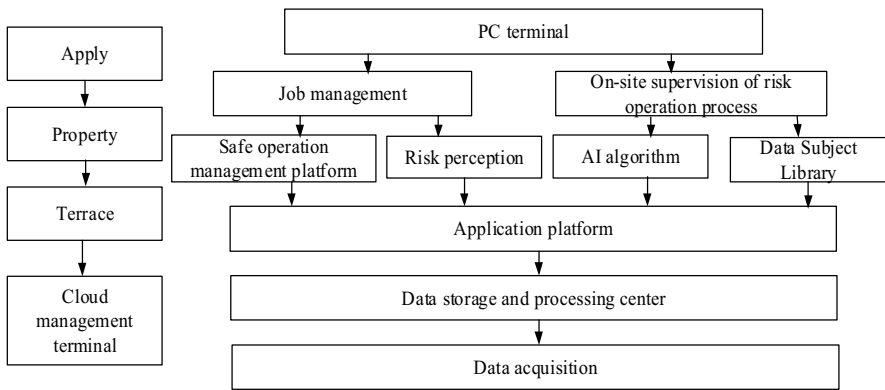 Apply
Property
Terrace
Cloud
management
terminal
PC terminal
Job management
On-site supervision of risk
operation process
Safe operation
management platform
Risk perception
AI algorithm
Data Subject
Library
Application platform
Data storage and processing center
Data acquisition